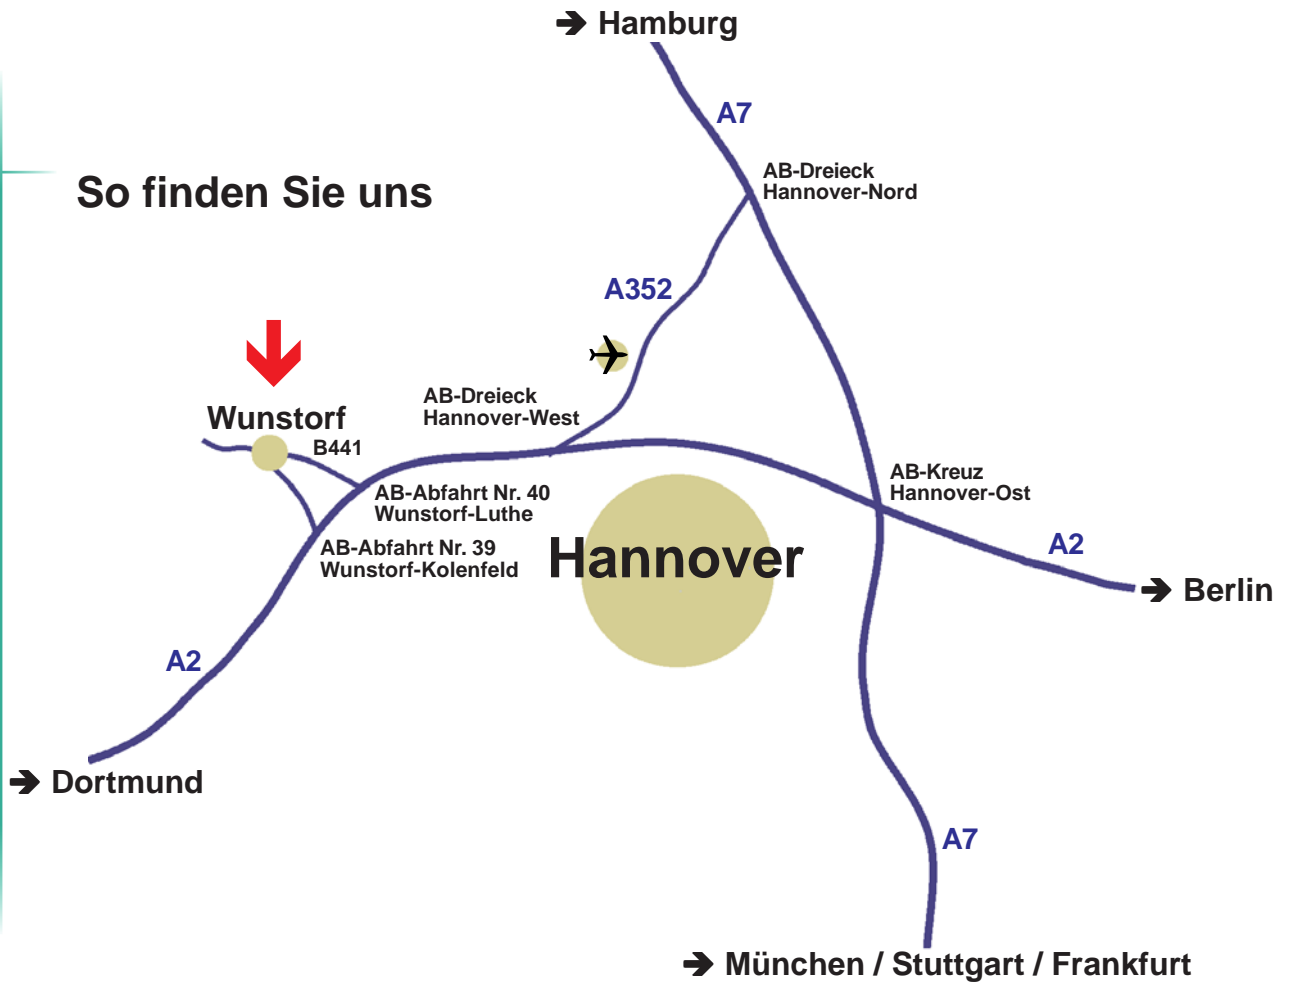 ➔ Hamburg
A7
AB-Dreieck
Hannover-Nord
So finden Sie uns
A352
AB-Dreieck
Hannover-West
Wunstorf
B441
AB-Kreuz
Hannover-Ost
AB-Abfahrt Nr. 40
Wunstorf-Luthe
AB-Abfahrt Nr. 39
Wunstorf-Kolenfeld
Hannover
A2
➔ Berlin
A2
➔ Dortmund
A7
➔ München / Stuttgart / Frankfurt